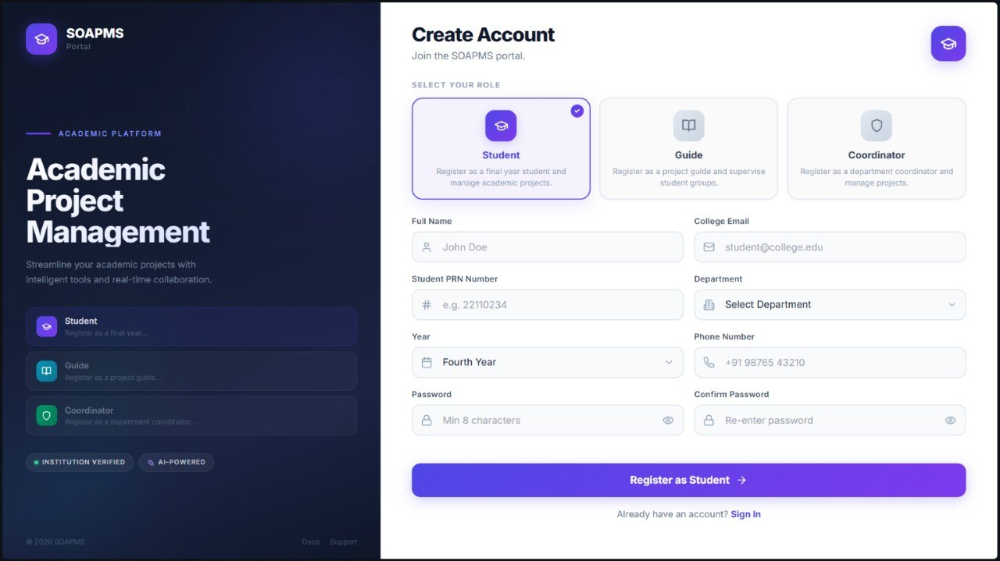 SOAPMS
Portal
ACADEMIC PLATFORM
Academic
Project
Management
Streamline your academic projects with
intelligent tools and real-time collaboration.
Student
Register as a final year...
Guide
Register as a project guide...
Coordinator
Register as a department coordinator...
INSTITUTION VERIFIED
AI-POWERED
© 2026 SOAPMS
Docs
Support
Create Account
Join the SOAPMS portal.
SELECT YOUR ROLE
Student
Register as a final year student and
manage academic projects.
Guide
Register as a project guide and supervise
student groups.
Coordinator
Register as a department coordinator and
manage projects.
Full Name
John Doe
College Email
student@college.edu
Student PRN Number
e.g. 22110234
Department
Select Department
Year
Fourth Year
Phone Number
+91 98765 43210
Password
Min 8 characters
Confirm Password
Re-enter password
Register as Student →
Already have an account? Sign In